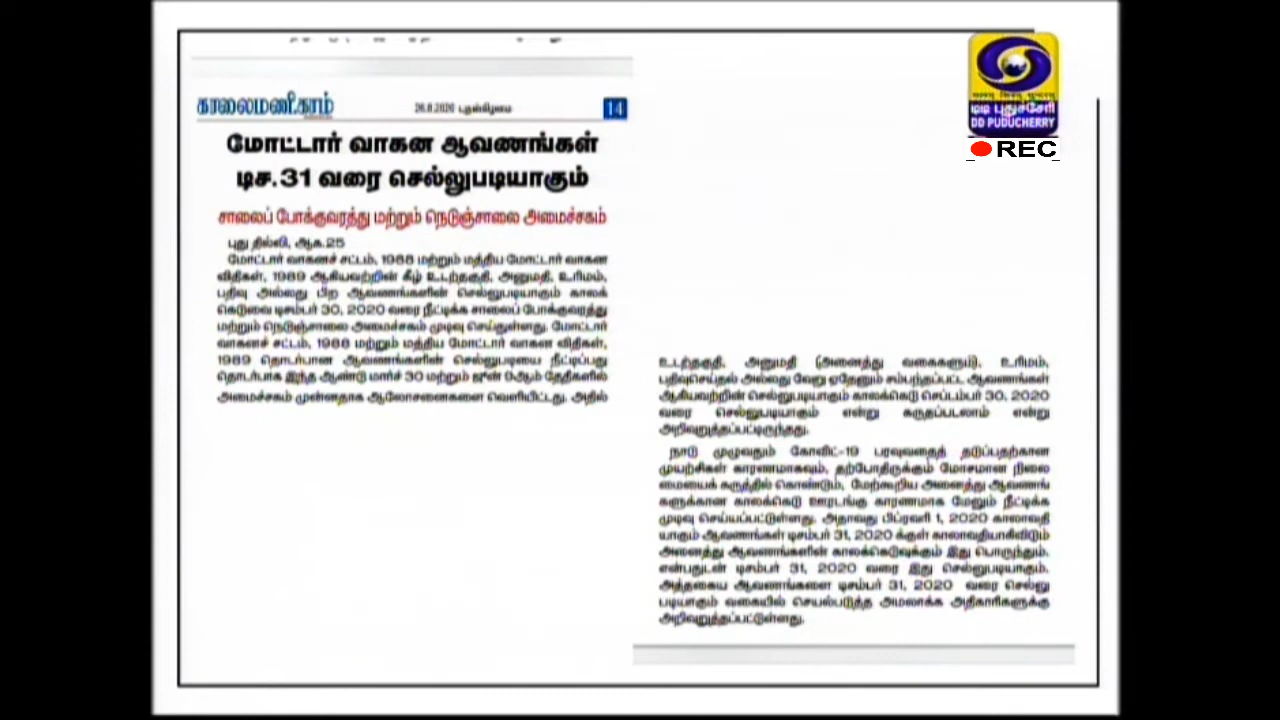 காலைமணி.காம்
26.8.2020 புதன்கிழமை
14
மோட்டார் வாகன ஆவணங்கள்
டிச.31 வரை செல்லுபடியாகும்
சாலைப் போக்குவரத்து மற்றும் நெடுஞ்சாலை அமைச்சகம்
புது தில்லி, ஆக.25
மோட்டார் வாகனச் சட்டம், 1988 மற்றும் மத்திய மோட்டார் வாகன
விதிகள், 1989 ஆகியவற்றின் கீழ் உடற்தகுதி, அனுமதி, உரிமம்,
பதிவு அல்லது பிற ஆவணங்களின் செல்லுபடியாகும் காலக்
கெடுவை டிசம்பர் 30, 2020 வரை நீட்டிக்க சாலைப் போக்குவரத்து
மற்றும் நெடுஞ்சாலை அமைச்சகம் முடிவு செய்துள்ளது. மோட்டார்
வாகனச் சட்டம், 1988 மற்றும் மத்திய மோட்டார் வாகன விதிகள்,
1989 தொடர்பான ஆவணங்களின் செல்லுபடியை நீட்டிப்பது
தொடர்பாக இந்த ஆண்டு மார்ச் 30 மற்றும் ஜூன் 9ஆம் தேதிகளில்
அமைச்சகம் முன்னதாக ஆலோசனைகளை வெளியிட்டது. அதில்
உடற்தகுதி, அனுமதி (அனைத்து வகைகளும்), உரிமம்,
பதிவுசெய்தல் அல்லது வேறு ஏதேனும் சம்பந்தப்பட்ட ஆவணங்கள்
ஆகியவற்றின் செல்லுபடியாகும் காலக்கெடு செப்டம்பர் 30, 2020
வரை செல்லுபடியாகும் என்று கருதப்படலாம் என்று
அறிவுறுத்தப்பட்டிருந்தது.
நாடு முழுவதும் கோவிட்-19 பரவுவதைத் தடுப்பதற்கான
முயற்சிகள் காரணமாகவும், தற்போதிருக்கும் மோசமான நிலை
மையைக் கருத்தில் கொண்டும், மேற்கூறிய அனைத்து ஆவணங்
களுக்கான காலக்கெடு ஊரடங்கு காரணமாக மேலும் நீட்டிக்க
முடிவு செய்யப்பட்டுள்ளது. அதாவது பிப்ரவரி 1, 2020 காலாவதி
யாகும் ஆவணங்கள் டிசம்பர் 31, 2020 க்குள் காலாவதியாகிவிடும்
அனைத்து ஆவணங்களின் காலக்கெடுவுக்கும் இது பொருந்தும்.
என்பதுடன் டிசம்பர் 31, 2020 வரை இது செல்லுபடியாகும்.
அத்தகைய ஆவணங்களை டிசம்பர் 31, 2020 வரை செல்லு
படியாகும் வகையில் செயல்படுத்த அமலாக்க அதிகாரிகளுக்கு
அறிவுறுத்தப்பட்டுள்ளது.
டிடி புதுச்சேரி
DD PUDUCHERRY
REC